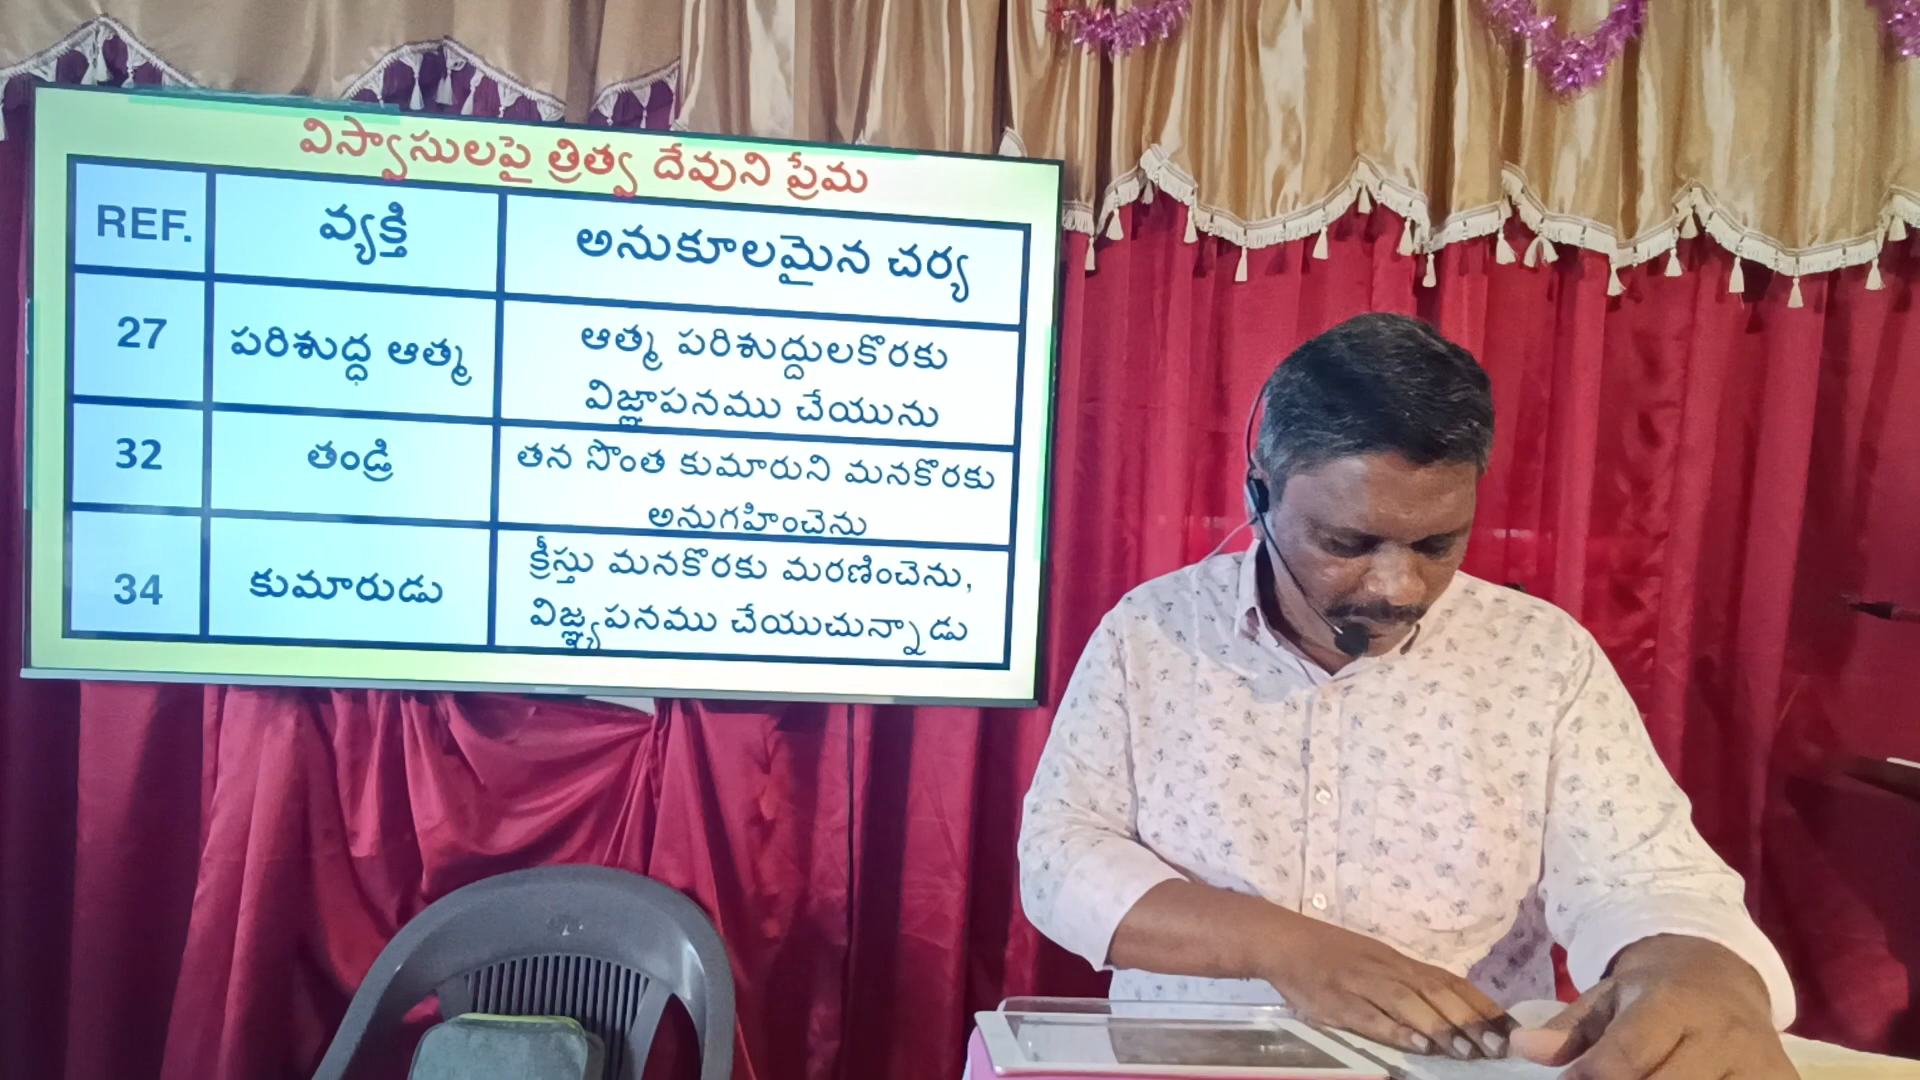 విస్వాసులపై త్రిత్వ దేవుని ప్రేమ
REF. వ్యక్తి అనుకూలమైన చర్య
27 పరిశుద్ధ ఆత్మ ఆత్మ పరిశుద్ధులకొరకు
విజ్ఞాపనము చేయును
32 తండ్రి తన సొంత కుమారుని మనకొరకు
అనుగహించెను
34 కుమారుడు క్రీస్తు మనకొరకు మరణించెను,
విజ్ఞ్యపనము చేయుచున్నాడు